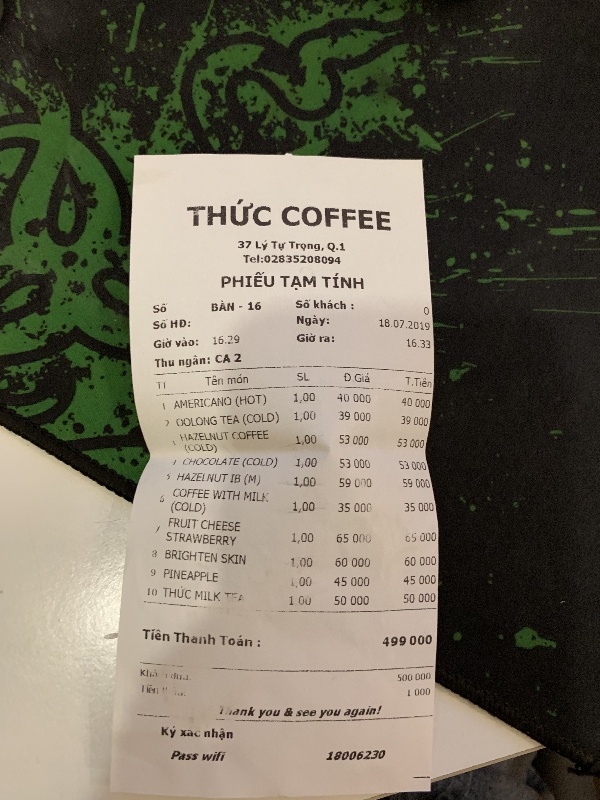 THỨC COFFEE
37 Lý Tự Trọng, Q.1
Tel:02835208094
PHIẾU TẠM TÍNH
Số BÀN - 16 Số khách : 0
Số HĐ: Ngày: 18.07.2019
Giờ vào: 16.29 Giờ ra: 16.33
Thu ngân: CA 2
TT Tên món SL Đ.Giá T.Tiền
1 AMERICANO (HOT) 1,00 40 000 40 000
2 OOLONG TEA (COLD) 1,00 39 000 39 000
3 HAZELNUT COFFEE (COLD) 1,00 53 000 53 000
4 CHOCOLATE (COLD) 1,00 53 000 53 000
5 HAZELNUT IB (M) 1,00 59 000 59 000
6 COFFEE WITH MILK (COLD) 1,00 35 000 35 000
7 FRUIT CHEESE STRAWBERRY 1,00 65 000 65 000
8 BRIGHTEN SKIN 1,00 60 000 60 000
9 PINEAPPLE 1,00 45 000 45 000
10 THỨC MILK TEA 1 00 50 000 50 000
Tiền Thanh Toán : 499 000
500 000
Tiền 1 000
Thank you & see you again!
Ký xác nhận
Pass wifi 18006230